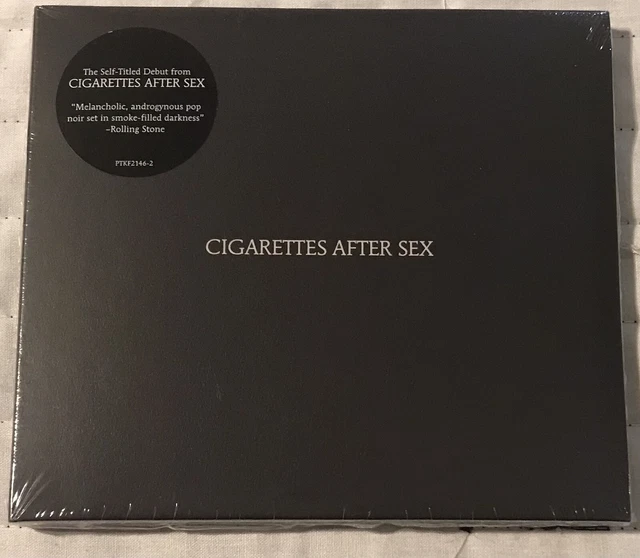 The Self-Titled Debut from
CIGARETTES AFTER SEX
"Melancholic, androgynous pop
noir set in smoke-filled darkness"
–Rolling Stone
PTKF2146-2
CIGARETTES AFTER SEX